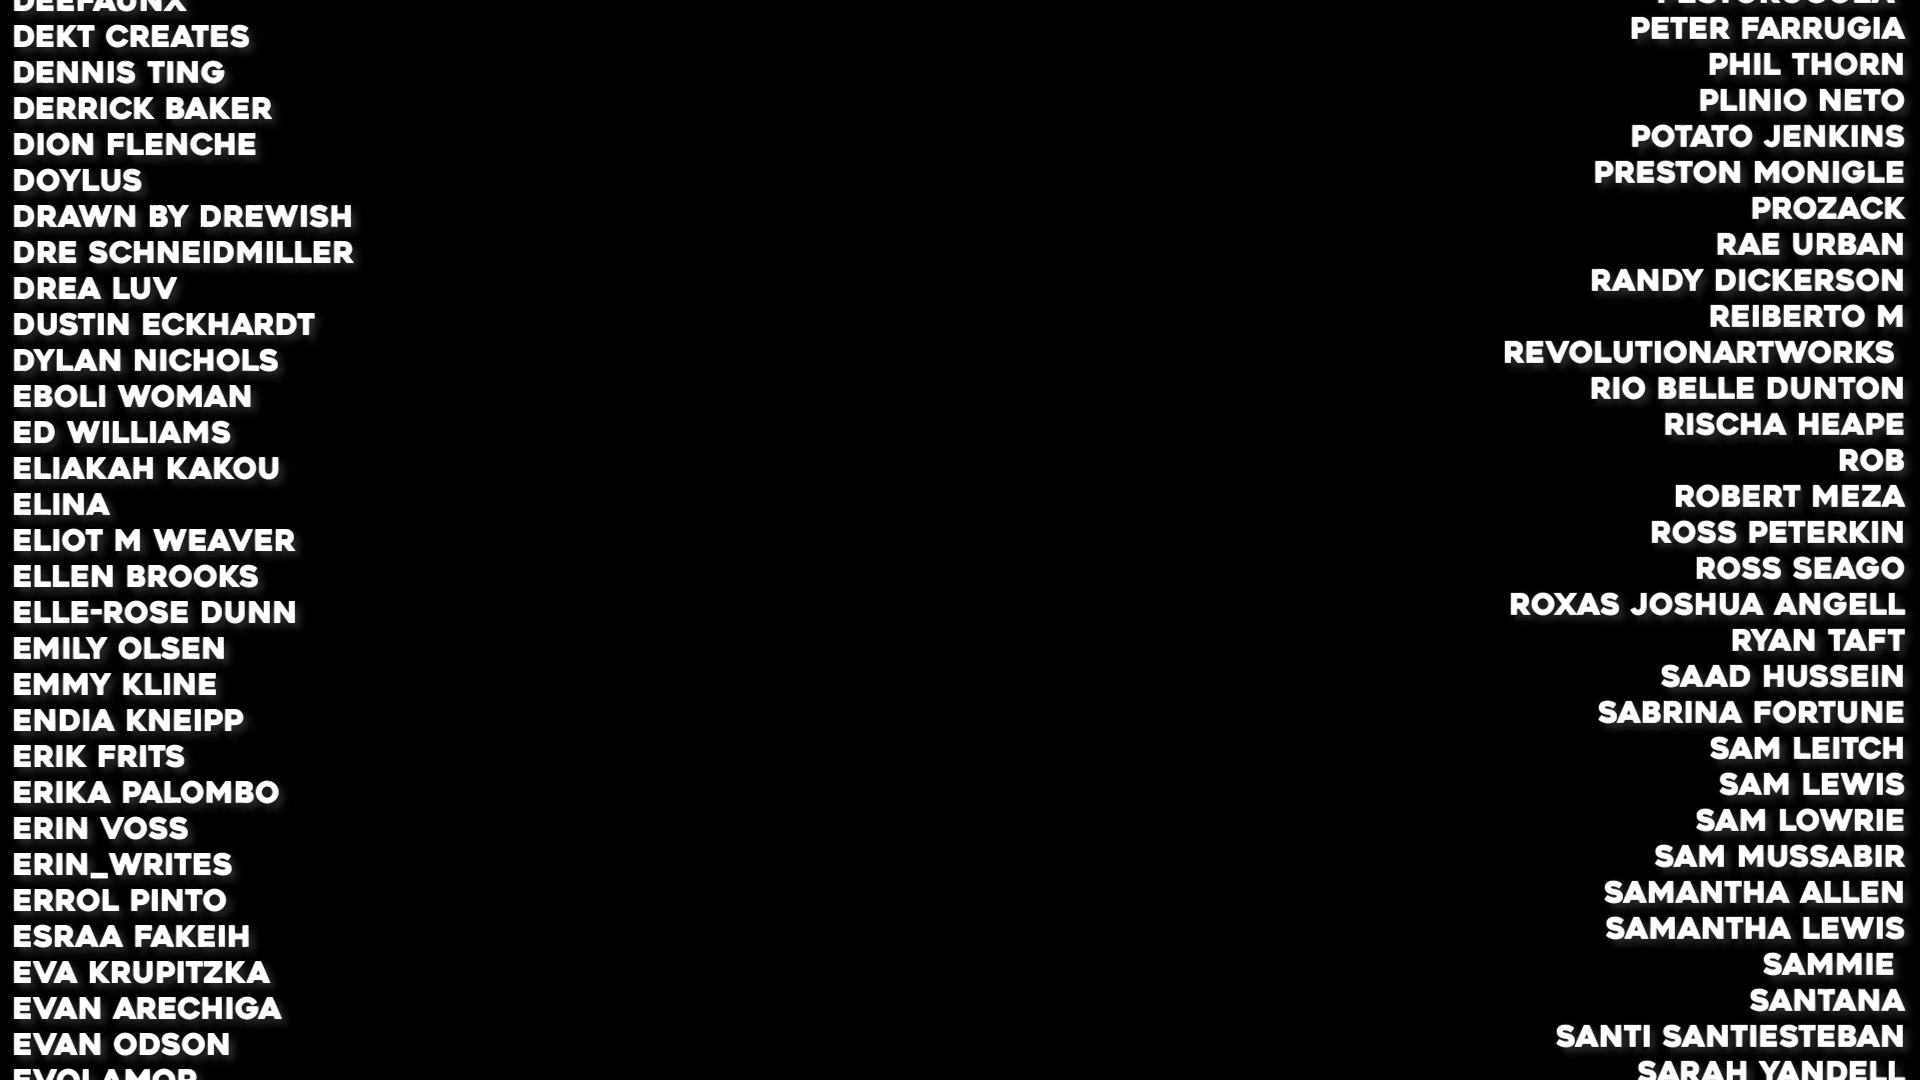 DEEFAUNX
DEKT CREATES
DENNIS TING
DERRICK BAKER
DION FLENCHE
DOYLUS
DRAWN BY DREWISH
DRE SCHNEIDMILLER
DREA LUV
DUSTIN ECKHARDT
DYLAN NICHOLS
EBOLI WOMAN
ED WILLIAMS
ELIAKAH KAKOU
ELINA
ELIOT M WEAVER
ELLEN BROOKS
ELLE-ROSE DUNN
EMILY OLSEN
EMMY KLINE
ENDIA KNEIPP
ERIK FRITS
ERIKA PALOMBO
ERIN VOSS
ERIN_WRITES
ERROL PINTO
ESRAA FAKEIH
EVA KRUPITZKA
EVAN ARECHIGA
EVAN ODSON
PETER FARRUGIA
PHIL THORN
PLINIO NETO
POTATO JENKINS
PRESTON MONIGLE
PROZACK
RAE URBAN
RANDY DICKERSON
REIBERTO M
REVOLUTIONARTWORKS
RIO BELLE DUNTON
RISCHA HEAPE
ROB
ROBERT MEZA
ROSS PETERKIN
ROSS SEAGO
ROXAS JOSHUA ANGELL
RYAN TAFT
SAAD HUSSEIN
SABRINA FORTUNE
SAM LEITCH
SAM LEWIS
SAM LOWRIE
SAM MUSSABIR
SAMANTHA ALLEN
SAMANTHA LEWIS
SAMMIE
SANTANA
SANTI SANTIESTEBAN
SARAH YANDELL